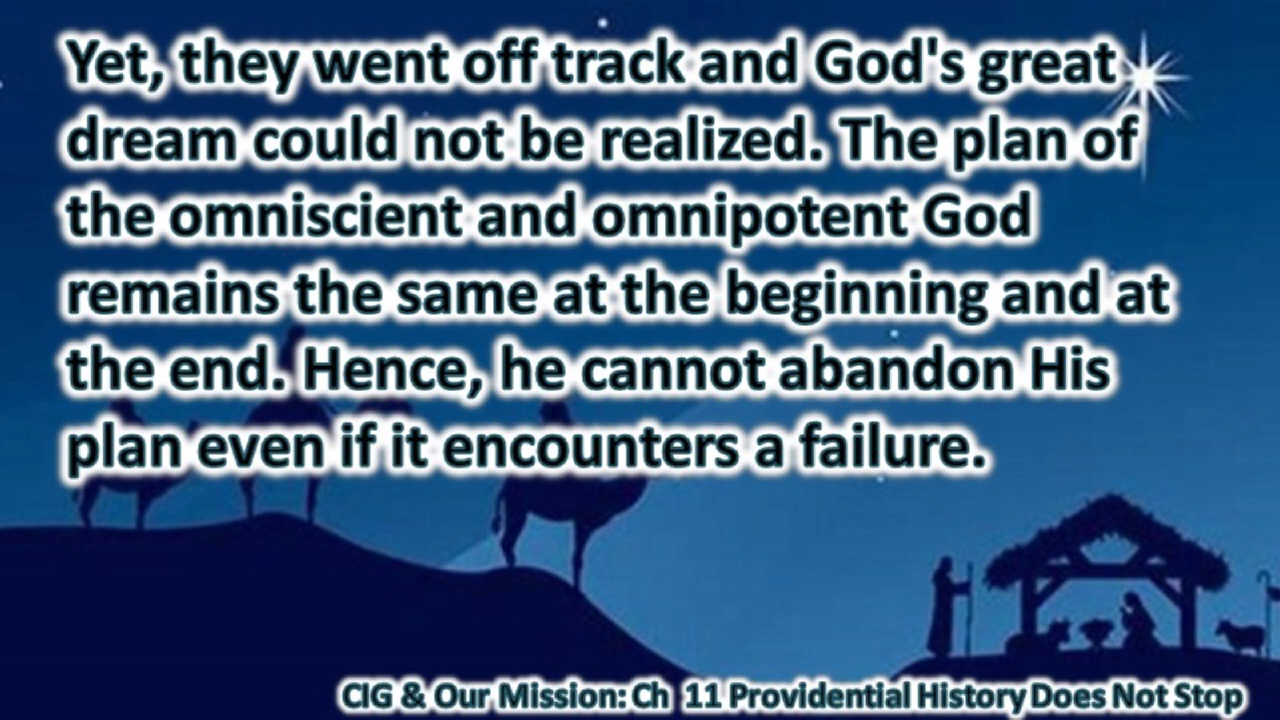 Yet, they went off track and God's great
dream could not be realized. The plan of
the omniscient and omnipotent God
remains the same at the beginning and at
the end. Hence, he cannot abandon His
plan even if it encounters a failure.
CIG & Our Mission: Ch 11 Providential History Does Not Stop